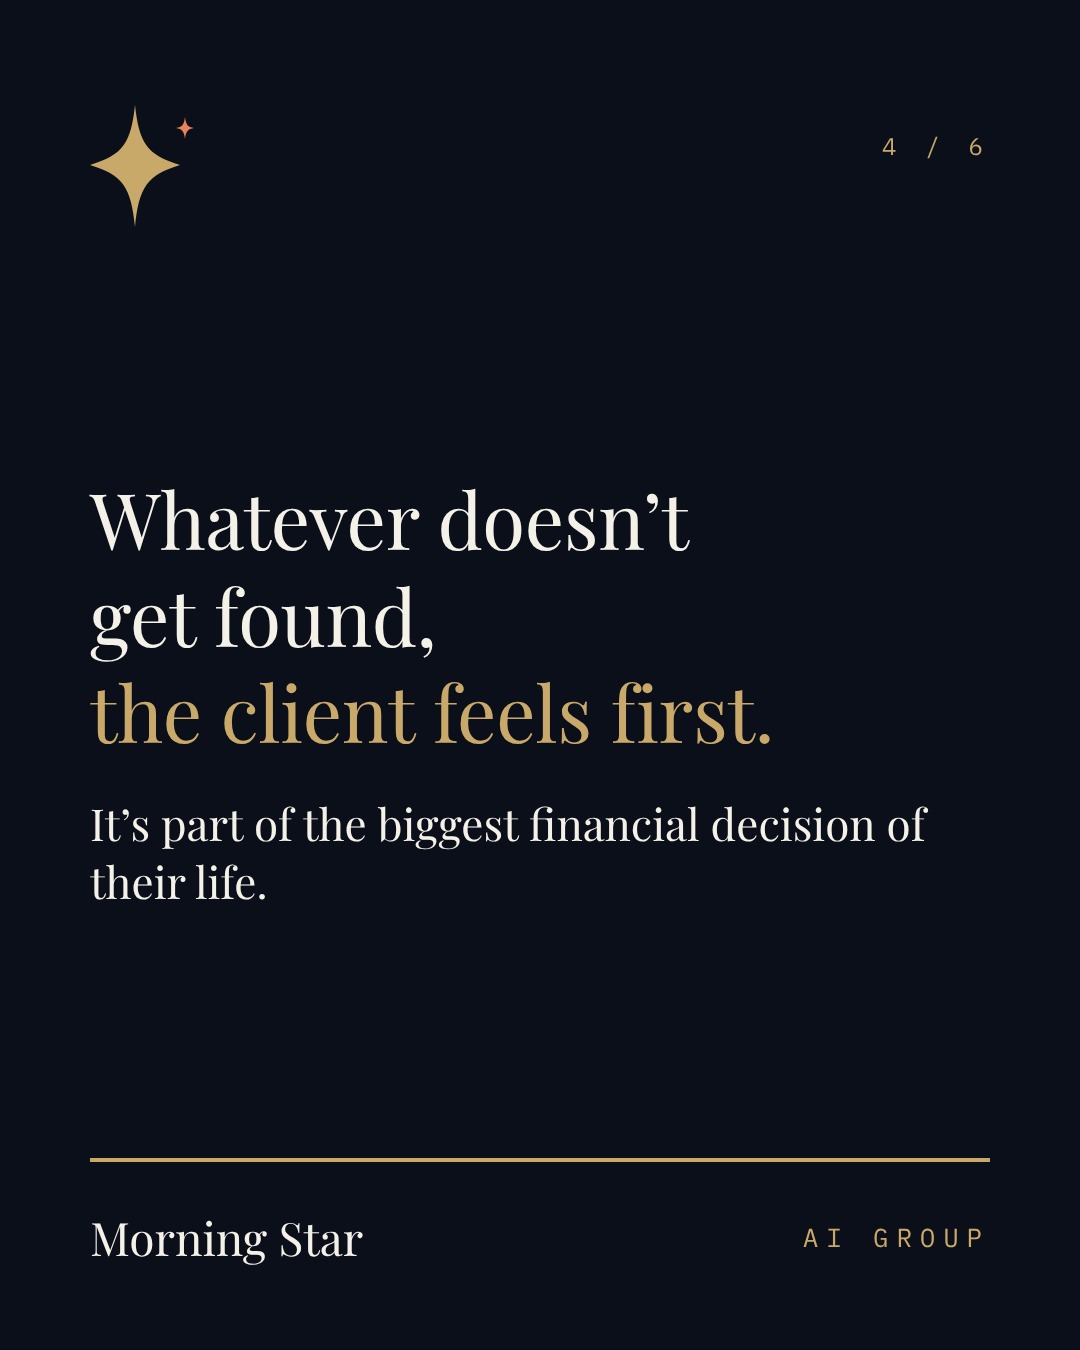 4 / 6
Whatever doesn’t
get found,
the client feels first.
It’s part of the biggest financial decision of
their life.
Morning Star
AI GROUP